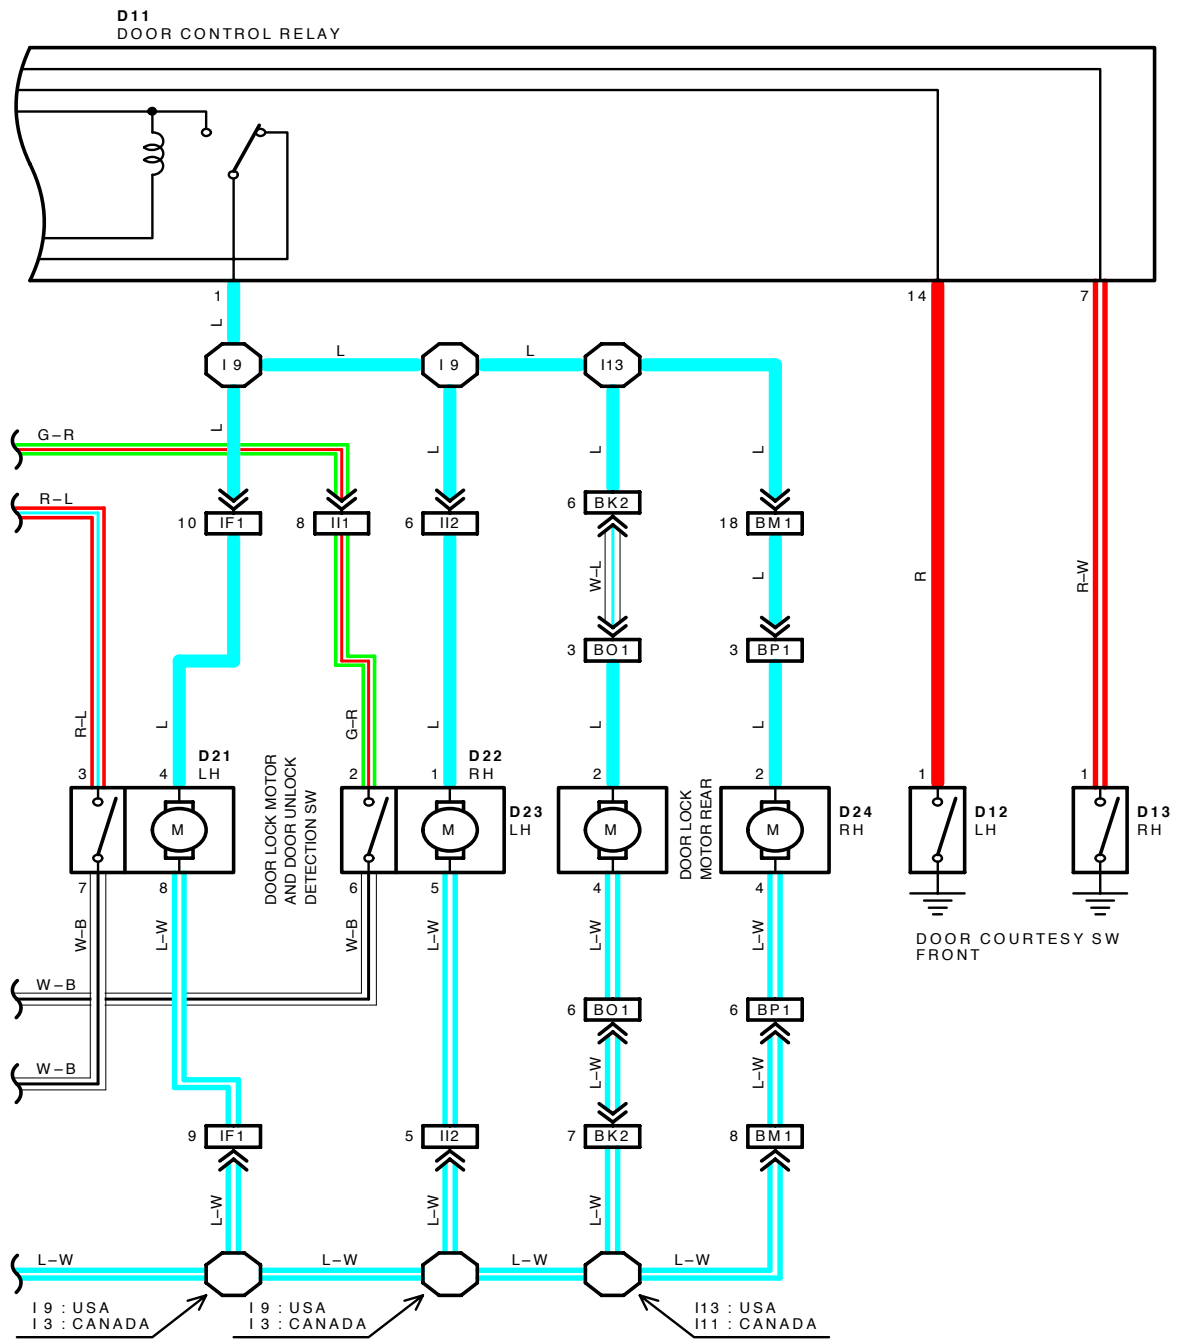 D11
DOOR CONTROL RELAY
1
14
7
L
I 9
L
I 9
L
I13
G–R
L
L
L
L
R–L
6
BK2
10
IF1
8
II1
6
II2
18
BM1
W–L
L
R
R–W
3
BO1
3
BP1
R–L
L
G–R
L
L
L
D21
LH
DOOR LOCK MOTOR
AND DOOR UNLOCK
DETECTION SW
D22
RH
3
4
2
1
2
2
1
1
M
M
D23
LH
M
DOOR LOCK
MOTOR REAR
M
D24
RH
D12
LH
D13
RH
7
8
6
5
4
4
W–B
L–W
W–B
L–W
L–W
L–W
DOOR COURTESY SW
FRONT
W–B
6
BO1
6
BP1
W–B
L–W
L–W
9
IF1
5
II2
7
BK2
8
BM1
L–W
L–W
L–W
L–W
L–W
L–W
L–W
I 9 : USA
I 3 : CANADA
I 9 : USA
I 3 : CANADA
I13 : USA
I11 : CANADA